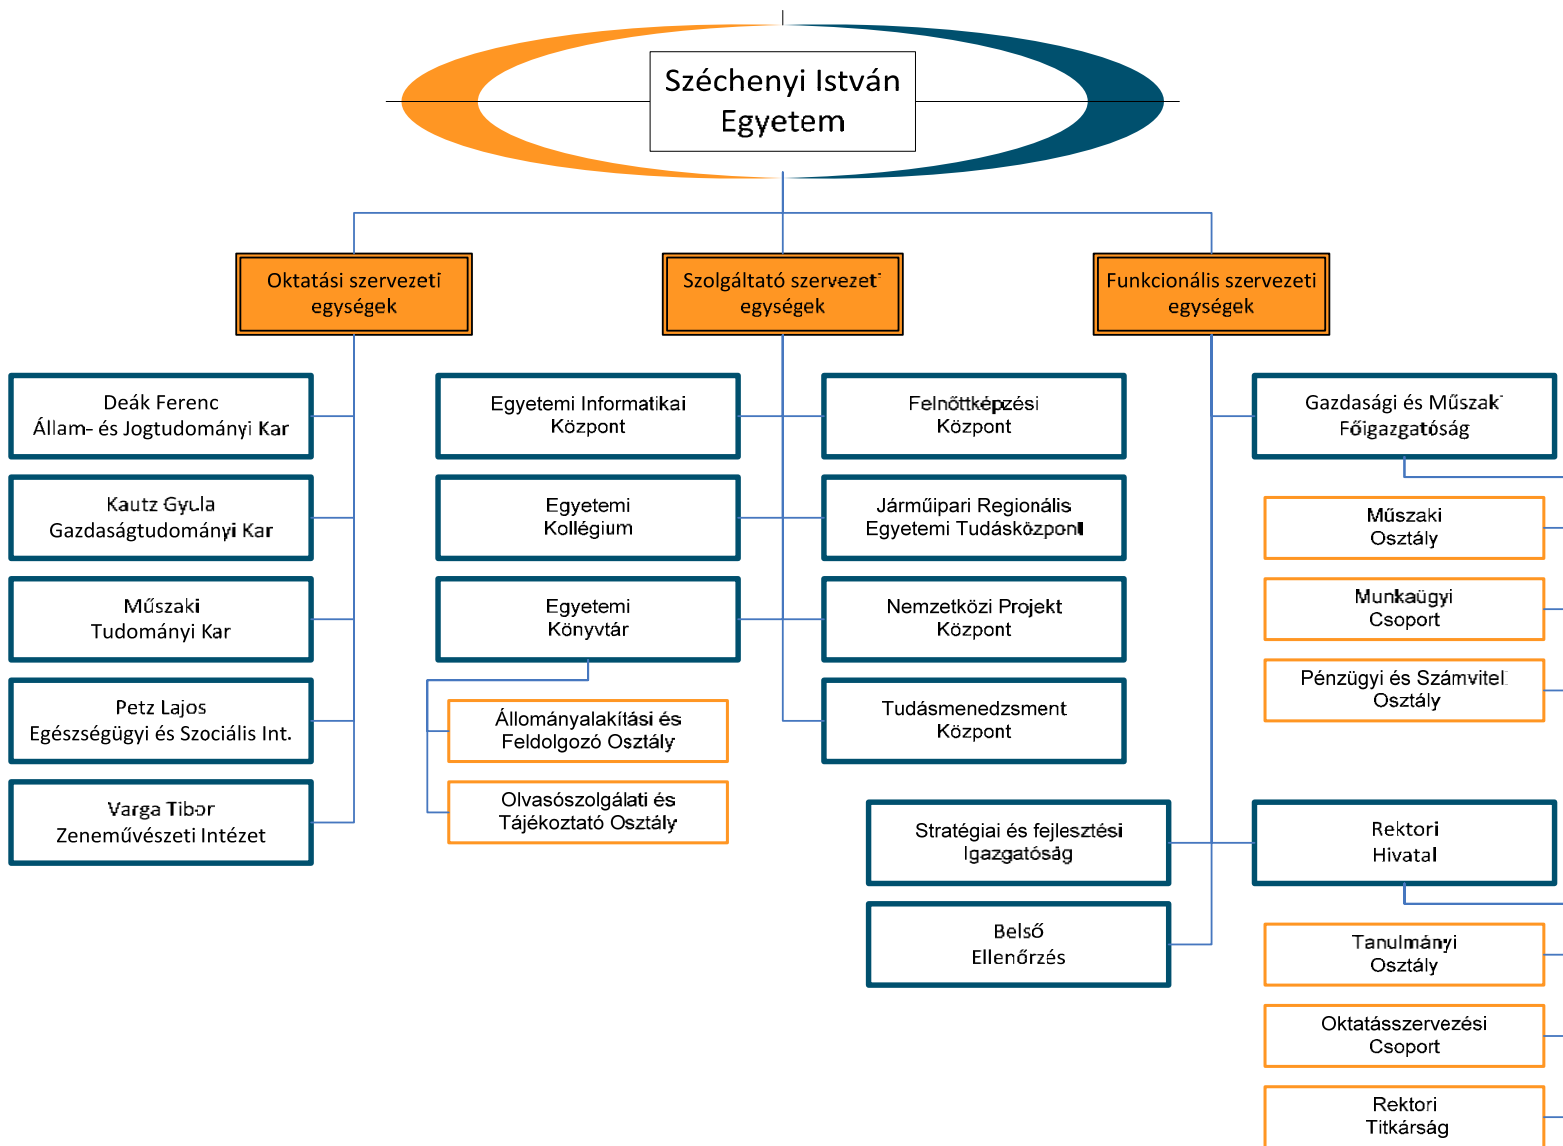 Széchenyi István
Egyetem
Oktatási szervezeti
egységek
Szolgáltató szervezeti
egységek
Funkcionális szervezeti
egységek
Deák Ferenc
Állam- és Jogtudományi Kar
Kautz Gyula
Gazdaságtudományi Kar
Műszaki
Tudományi Kar
Petz Lajos
Egészségügyi és Szociális Int.
Varga Tibor
Zeneművészeti Intézet
Egyetemi Informatikai
Központ
Egyetemi
Kollégium
Egyetemi
Könyvtár
Állományalakítási és
Feldolgozó Osztály
Olvasószolgálati és
Tájékoztató Osztály
Felnőttképzési
Központ
Járműipari Regionális
Egyetemi Tudásközpont
Nemzetközi Projekt
Központ
Tudásmenedzsment
Központ
Gazdasági és Műszaki
Főigazgatóság
Műszaki
Osztály
Munkaügyi
Csoport
Pénzügyi és Számviteli
Osztály
Stratégiai és fejlesztési
Igazgatóság
Belső
Ellenőrzés
Rektori
Hivatal
Tanulmányi
Osztály
Oktatásszervezési
Csoport
Rektori
Titkárság